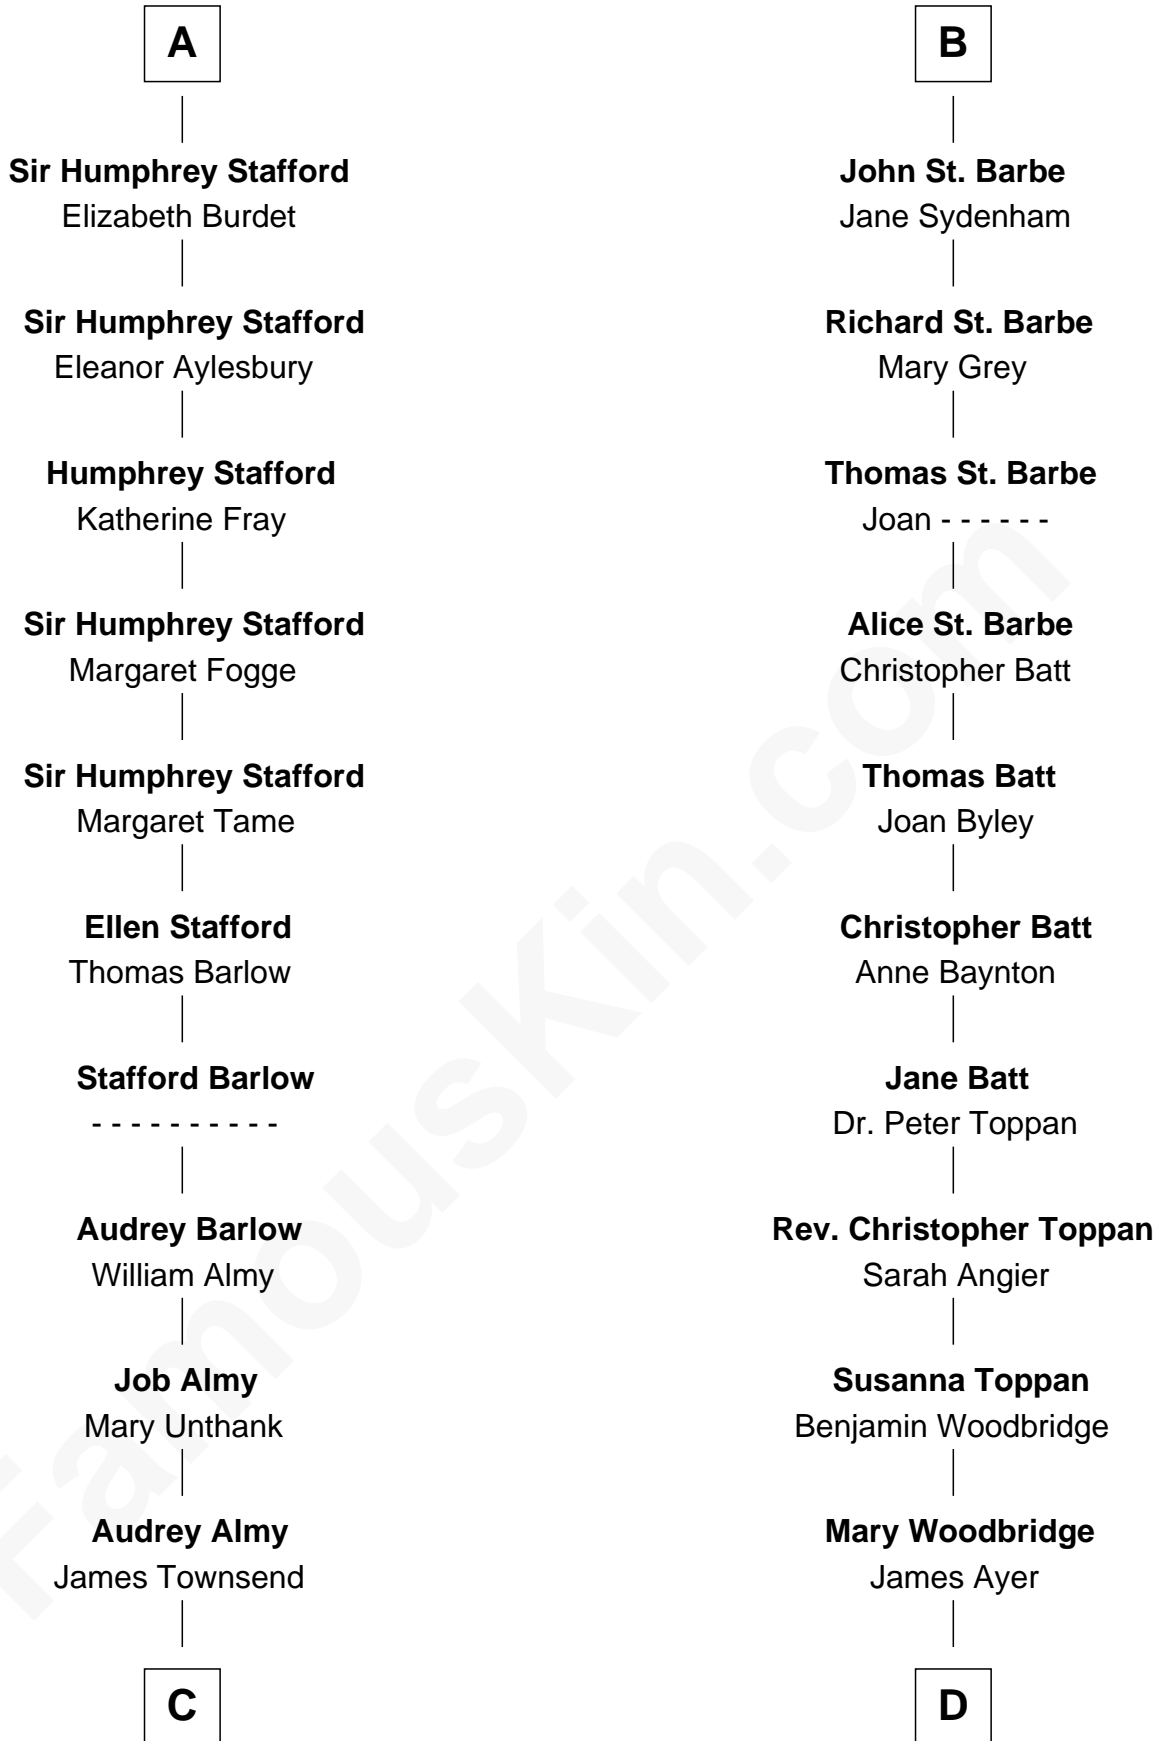 A
Sir Humphrey Stafford
Elizabeth Burdet
Sir Humphrey Stafford
Eleanor Aylesbury
Humphrey Stafford
Katherine Fray
Sir Humphrey Stafford
Margaret Fogge
Sir Humphrey Stafford
Margaret Tame
Ellen Stafford
Thomas Barlow
Stafford Barlow
- - - - - - - - - -
Audrey Barlow
William Almy
Job Almy
Mary Unthank
Audrey Almy
James Townsend
C
B
John St. Barbe
Jane Sydenham
Richard St. Barbe
Mary Grey
Thomas St. Barbe
Joan - - - - - -
Alice St. Barbe
Christopher Batt
Thomas Batt
Joan Byley
Christopher Batt
Anne Baynton
Jane Batt
Dr. Peter Toppan
Rev. Christopher Toppan
Sarah Angier
Susanna Toppan
Benjamin Woodbridge
Mary Woodbridge
James Ayer
D
FamousKin.com